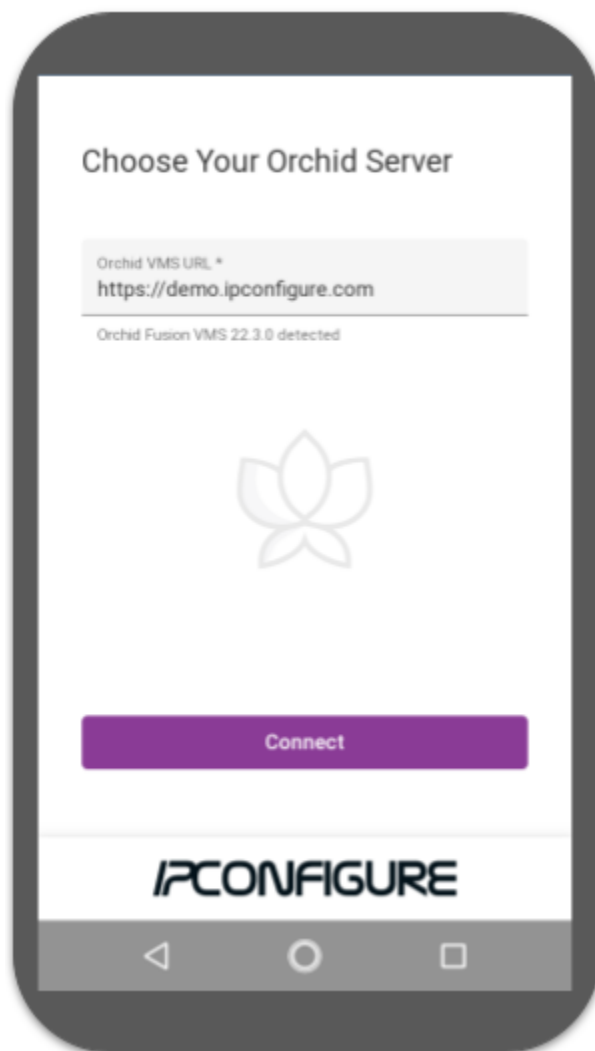 Choose Your Orchid Server
Orchid VMS URL *
https://demo.ipconfigure.com
Orchid Fusion VMS 22.3.0 detected
Connect
IPCONFIGURE